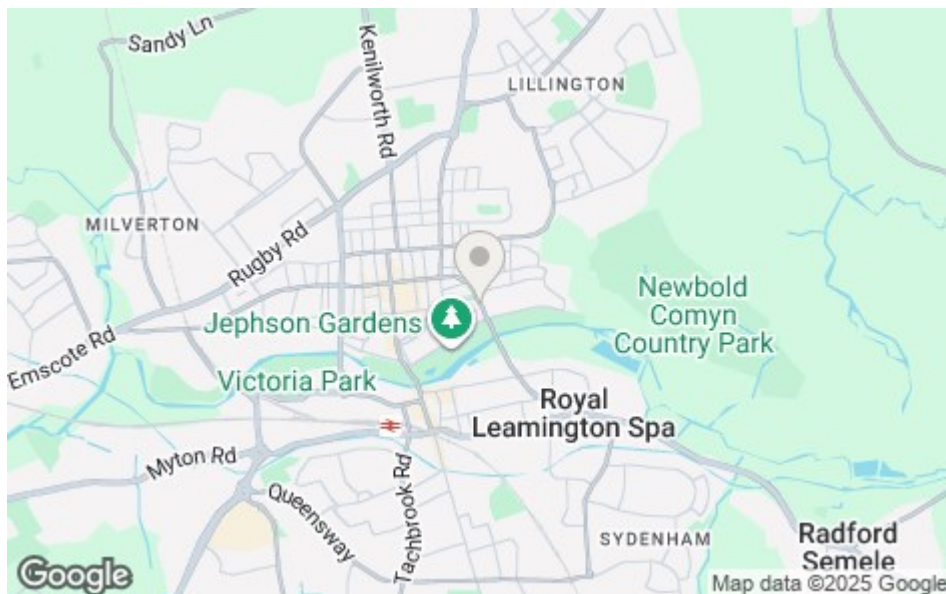 Sandy Ln
Kenilworth Rd
LILLINGTON
MILVERTON
Rugby Rd
Newbold
Comyn
Country Park
Jephson Gardens
Emscote Rd
Victoria Park
Royal
Leamington Spa
Myton Rd
Queensway
Tachbrook Rd
SYDENHAM
Radford
Semele
Google
Map data ©2025 Google